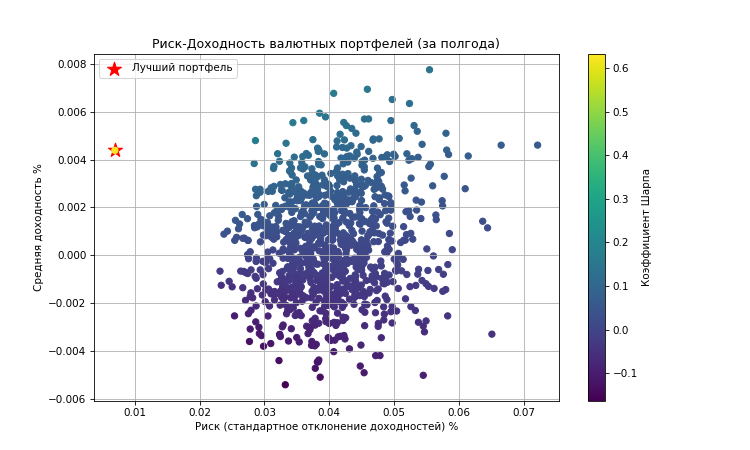 Риск-Доходность валютных портфелей (за полгода)
Лучший портфель
0.008
0.006
0.004
0.002
0.000
−0.002
−0.004
−0.006
Средняя доходность %
0.01 0.02 0.03 0.04 0.05 0.06 0.07
Риск (стандартное отклонение доходностей) %
0.6
0.5
0.4
0.3
0.2
0.1
0.0
−0.1
Коэффициент Шарпа